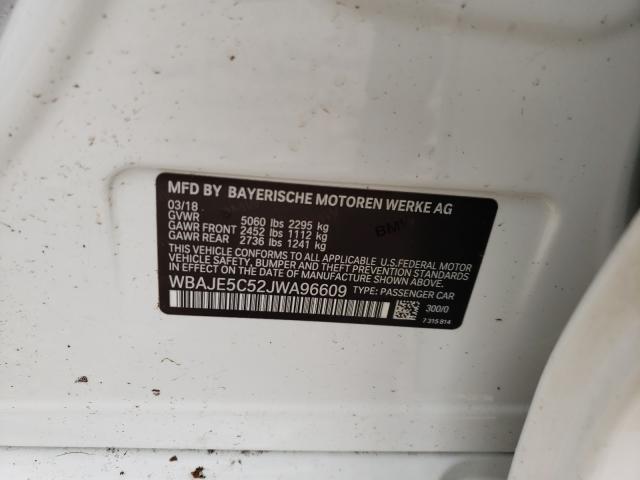 MFD BY BAYERISCHE MOTOREN WERKE AG
03/18
GVWR 5060 lbs 2295 kg
GAWR FRONT 2452 lbs 1112 kg
GAWR REAR 2736 lbs 1241 kg
THIS VEHICLE CONFORMS TO ALL APPLICABLE U.S.FEDERAL MOTOR
VEHICLE SAFETY, BUMPER, AND THEFT PREVENTION STANDARDS IN
EFFECT ON THE DATE OF MANUFACTURE SHOWN ABOVE.
WBAJE5C52JWA96609 TYPE: PASSENGER CAR
300/0
7 315 814